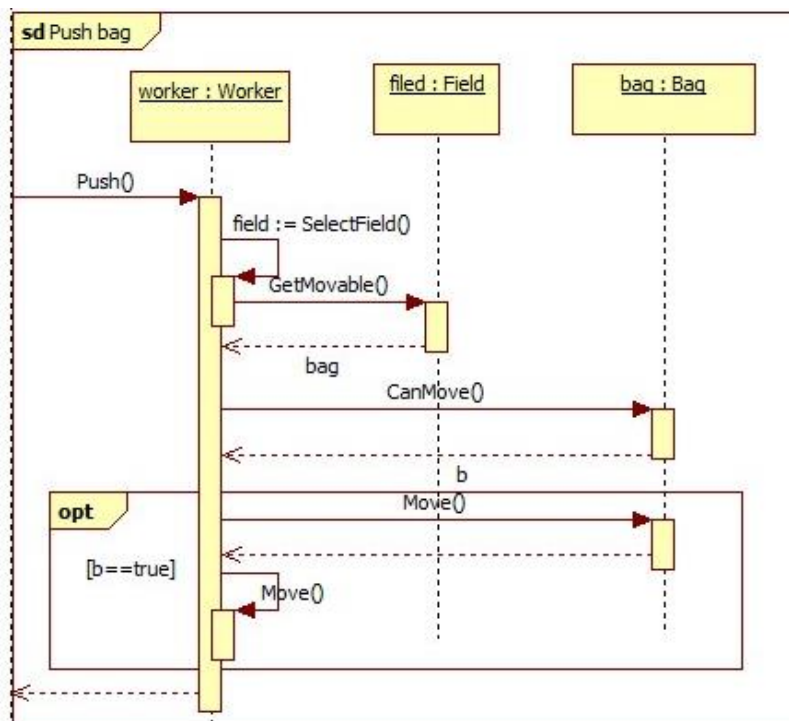 sd Push bag
worker : Worker
filed : Field
bag : Bag
Push()
field := SelectField()
GetMovable()
bag
CanMove()
b
opt
Move()
[b==true]
Move()